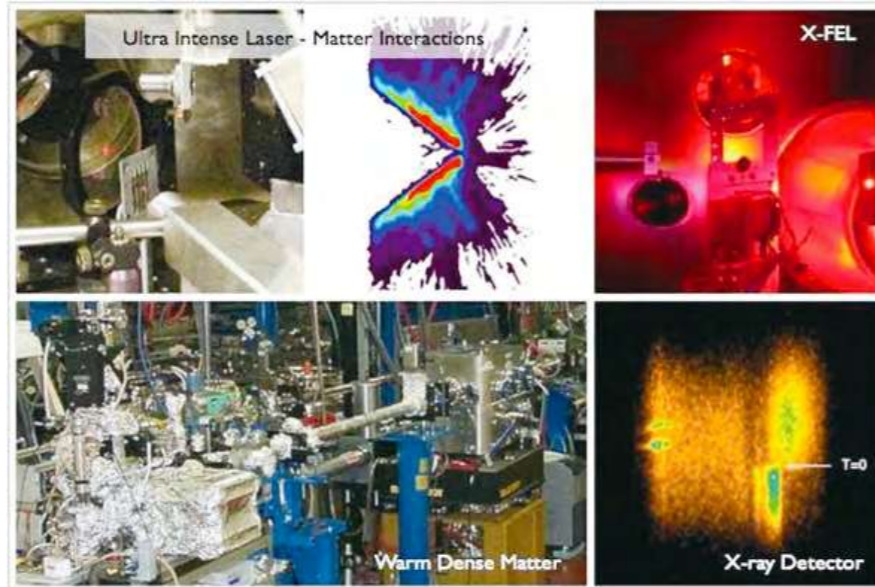 Ultra Intense Laser - Matter Interactions
X-FEL
Warm Dense Matter
T=0
X-ray Detector